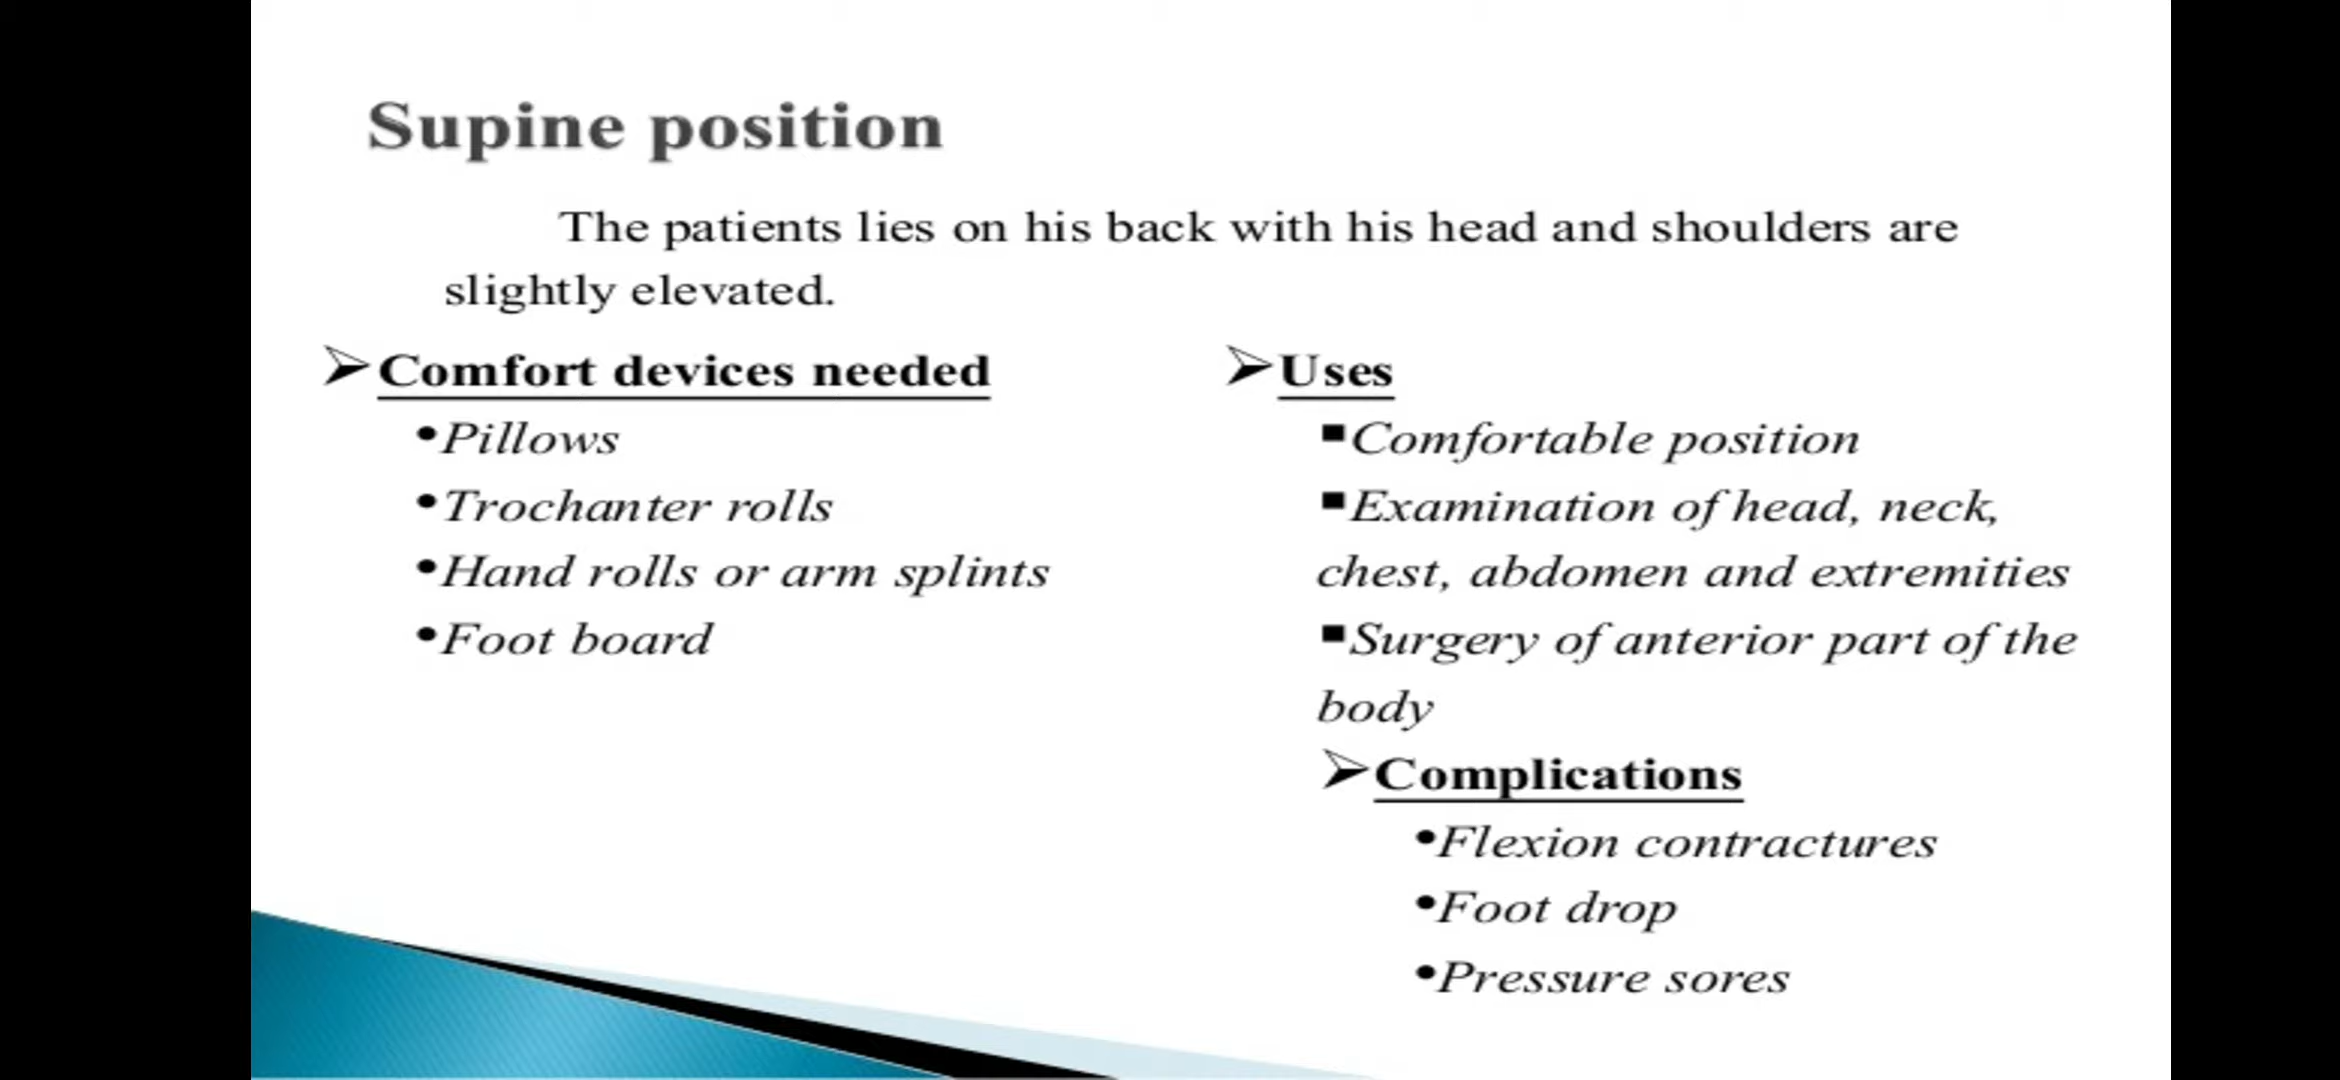 Supine position
The patients lies on his back with his head and shoulders are
slightly elevated.
➢Comfort devices needed
•Pillows
•Trochanter rolls
•Hand rolls or arm splints
•Foot board
➢Uses
▪Comfortable position
▪Examination of head, neck,
chest, abdomen and extremities
▪Surgery of anterior part of the
body
➢Complications
•Flexion contractures
•Foot drop
•Pressure sores